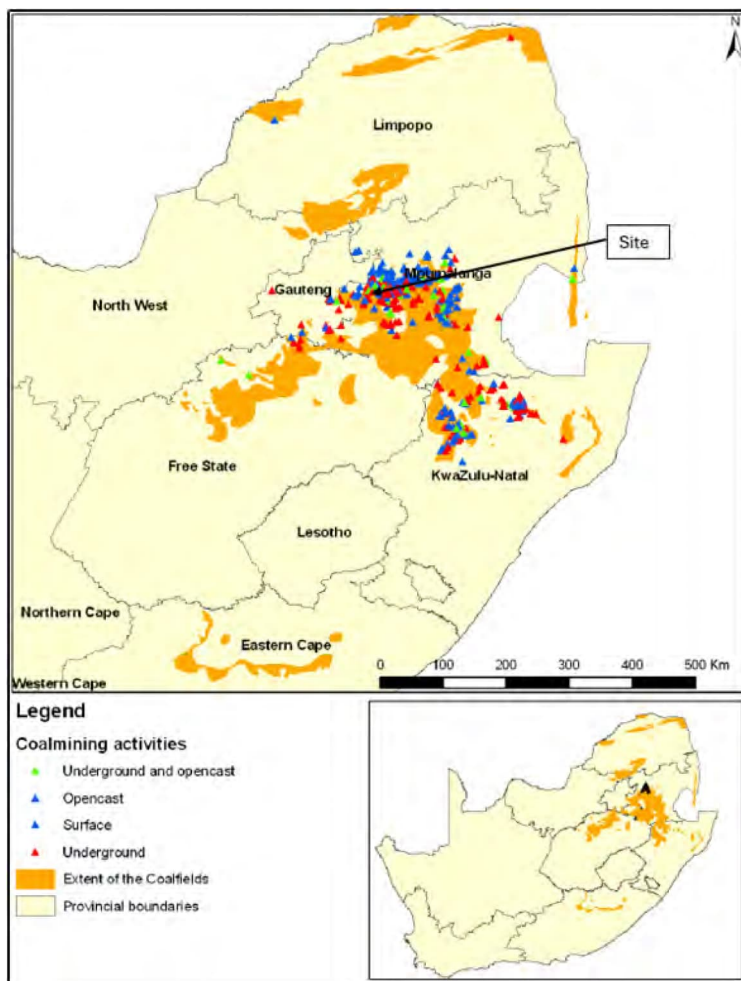 N
Limpopo
Site
Mpumalanga
Gauteng
North West
Free State
KwaZulu-Natal
Lesotho
Northern Cape
Eastern Cape
Western Cape
0 100 200 300 400 500 Km
Legend
Coalmining activities
Underground and opencast
Opencast
Surface
Underground
Extent of the Coalfields
Provincial boundaries